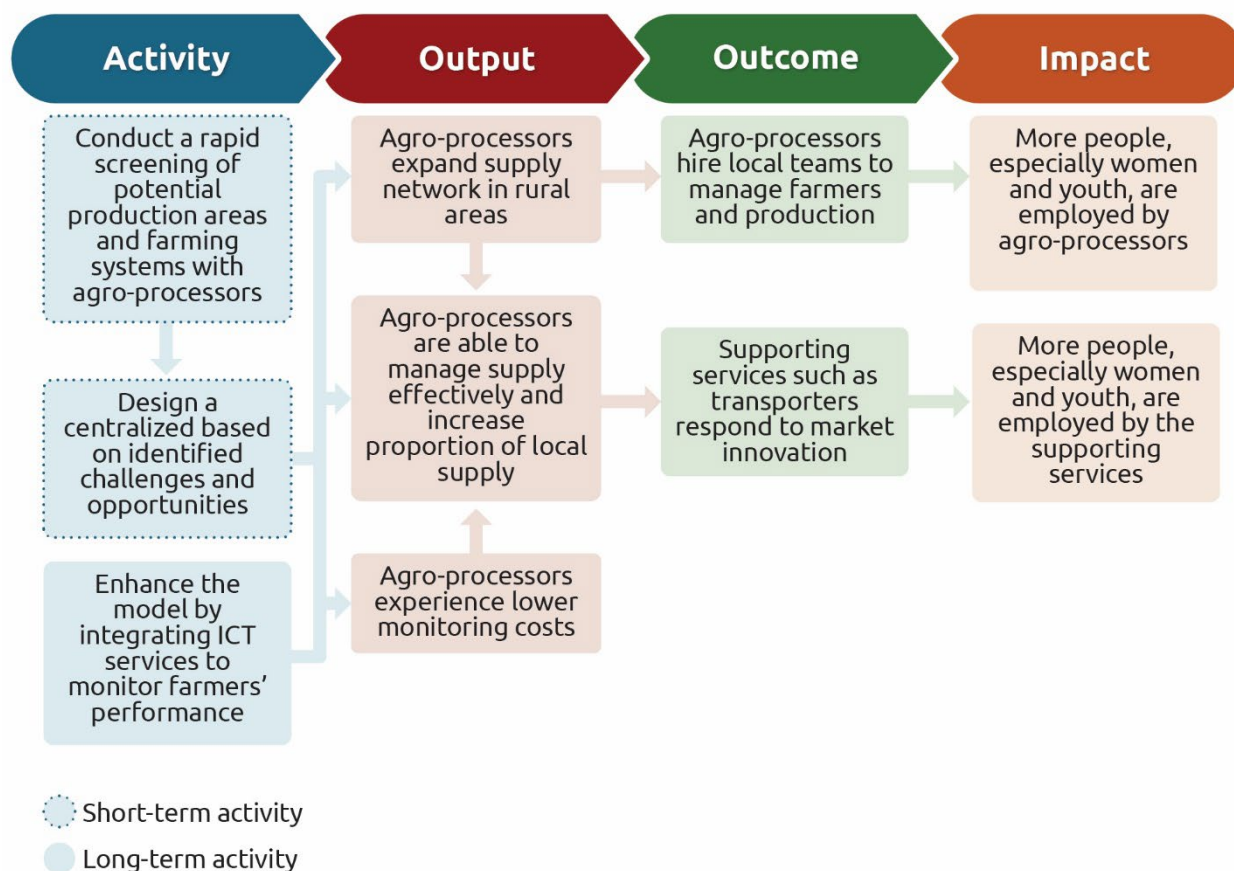 Activity
Output
Outcome
Impact
Conduct a rapid
screening of
potential
production areas
and farming
systems with
agro-processors
Design a
centralized based
on identified
challenges and
opportunities
Enhance the
model by
integrating ICT
services to
monitor farmers’
performance
Agro-processors
expand supply
network in rural
areas
Agro-processors
are able to
manage supply
effectively and
increase
proportion of local
supply
Agro-processors
experience lower
monitoring costs
Agro-processors
hire local teams to
manage farmers
and production
Supporting
services such as
transporters
respond to market
innovation
More people,
especially women
and youth, are
employed by
agro-processors
More people,
especially women
and youth, are
employed by the
supporting
services
Short-term activity
Long-term activity